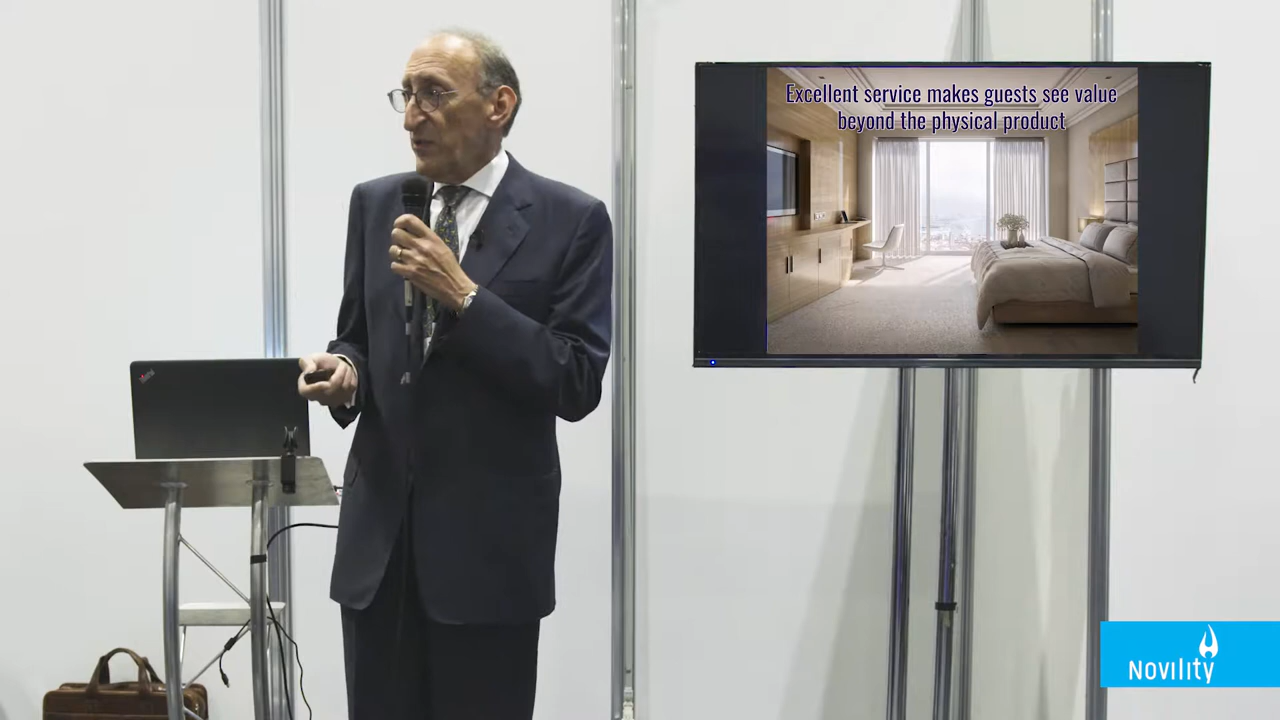 Excellent service makes guests see value
beyond the physical product
Novility